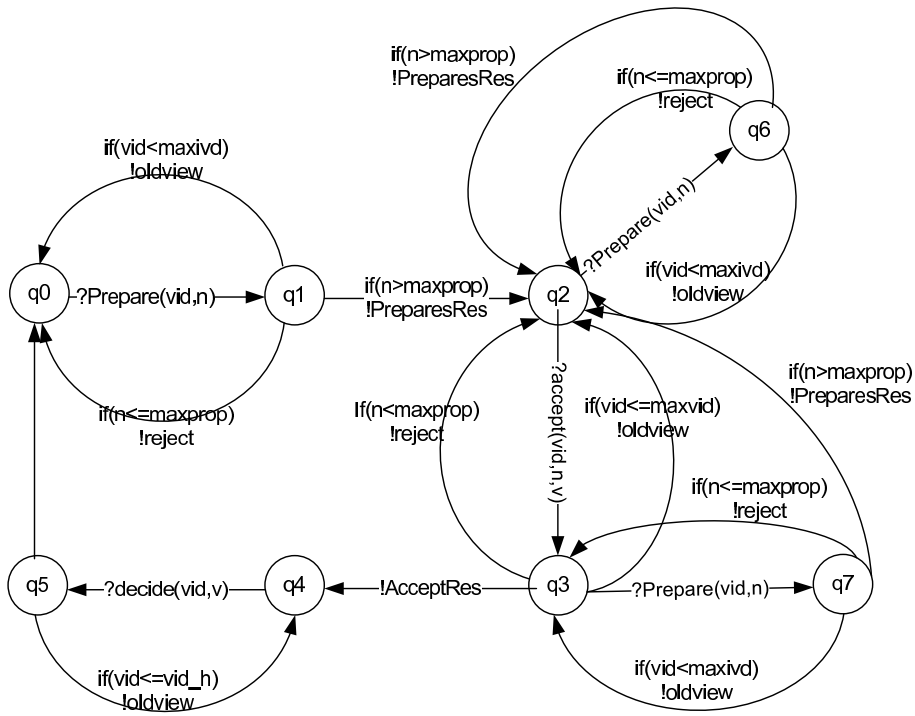 if(n>maxprop)
!PreparesRes
if(n<=maxprop)
!reject
q6
if(vid<maxivd)
!oldview
?Prepare(vid,n)
if(vid<maxivd)
!oldview
q0
?Prepare(vid,n)
q1
if(n>maxprop)
!PreparesRes
q2
if(n<=maxprop)
!reject
If(n<maxprop)
!reject
?accept(vid,n,v)
if(vid<=maxvid)
!oldview
if(n>maxprop)
!PreparesRes
if(n<=maxprop)
!reject
q5
?decide(vid,v)
q4
!AcceptRes
q3
?Prepare(vid,n)
q7
if(vid<=vid_h)
!oldview
if(vid<maxivd)
!oldview